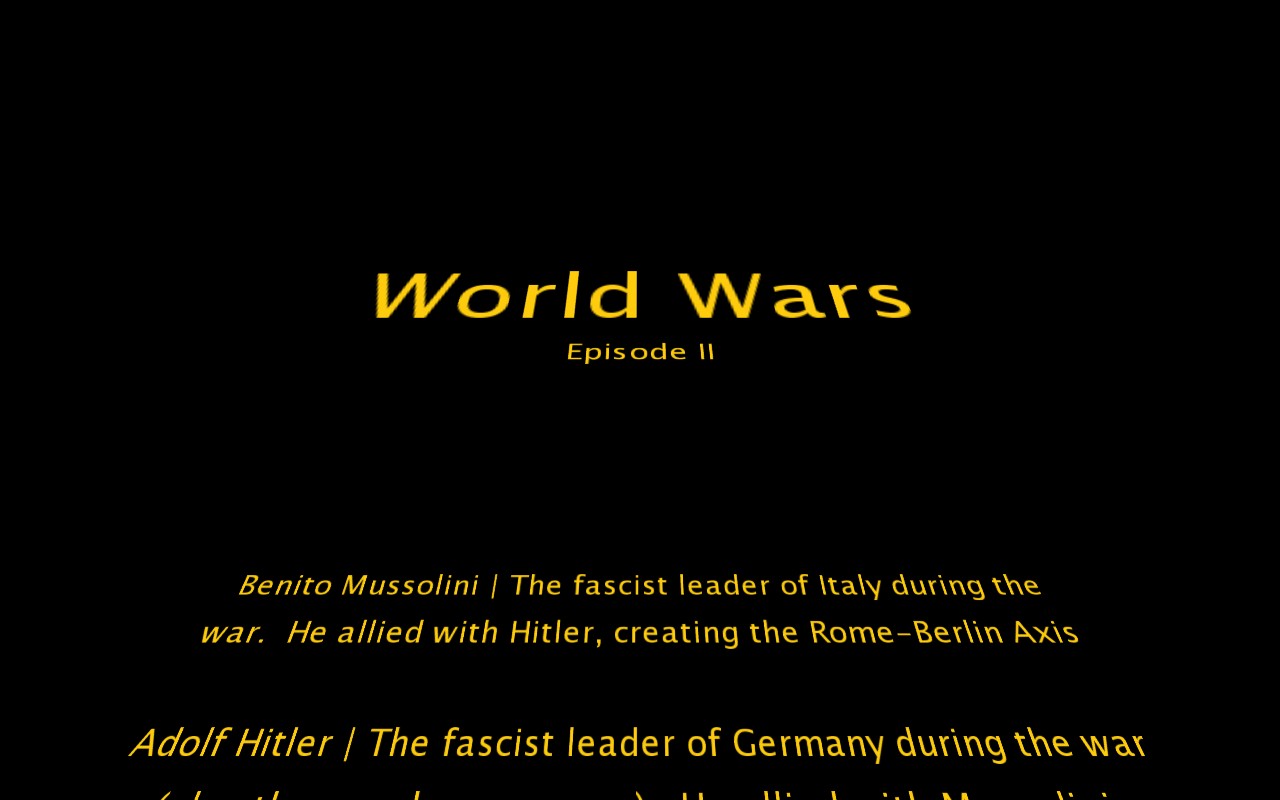 World Wars
Episode II
Benito Mussolini | The fascist leader of Italy during the
war.  He allied with Hitler, creating the Rome-Berlin Axis
Adolf Hitler | The fascist leader of Germany during the war